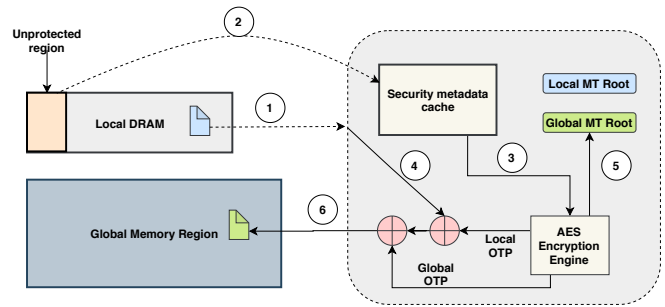 Unprotected
region
2
Local DRAM
1
Security metadata
cache
Local MT Root
Global MT Root
3
4
5
Global Memory Region
6
Local
OTP
Global
OTP
AES
Encryption
Engine